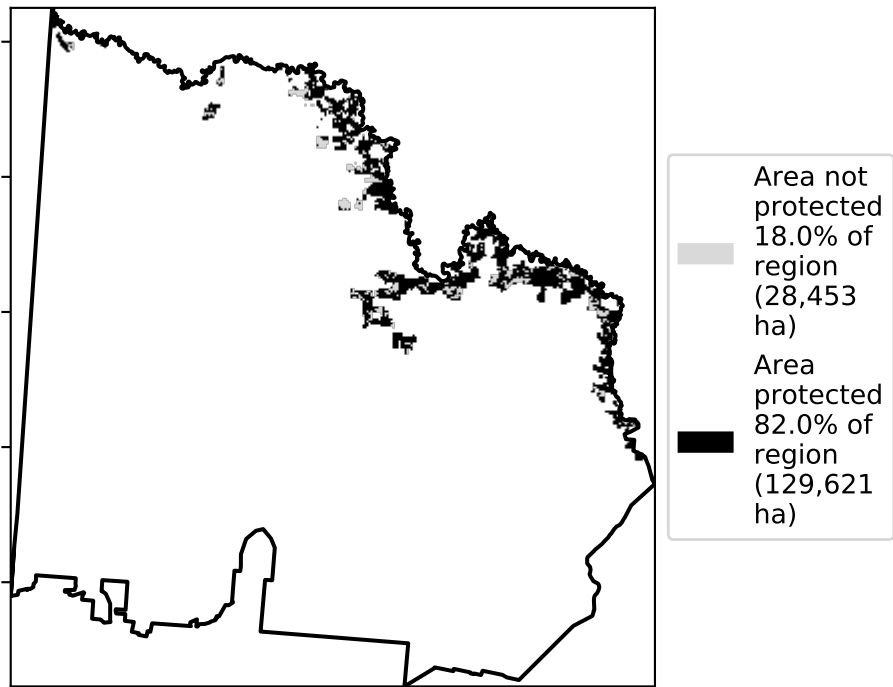 Area not
protected
18.0% of
region
(28,453
ha)
Area
protected
82.0% of
region
(129,621
ha)